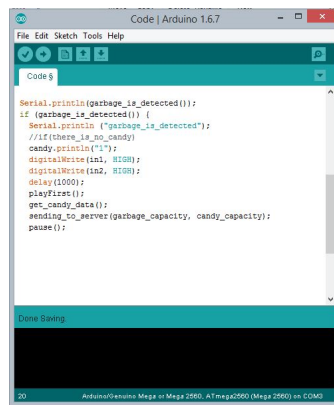 Code | Arduino 1.6.7
File Edit Sketch Tools Help
Code §
Serial.println(garbage_is_detected());
if (garbage_is_detected()) {
Serial.println ("garbage_is_detected");
//if(there_is_no_candy)
candy.println("1");
digitalWrite(in1, HIGH);
digitalWrite(in2, HIGH);
delay(1000);
playFirst();
get_candy_data();
sending_to_server(garbage_capacity, candy_capacity);
pause();
Done Saving.
20 Arduino/Genuino Mega or Mega 2560, ATmega2560 (Mega 2560) on COM3